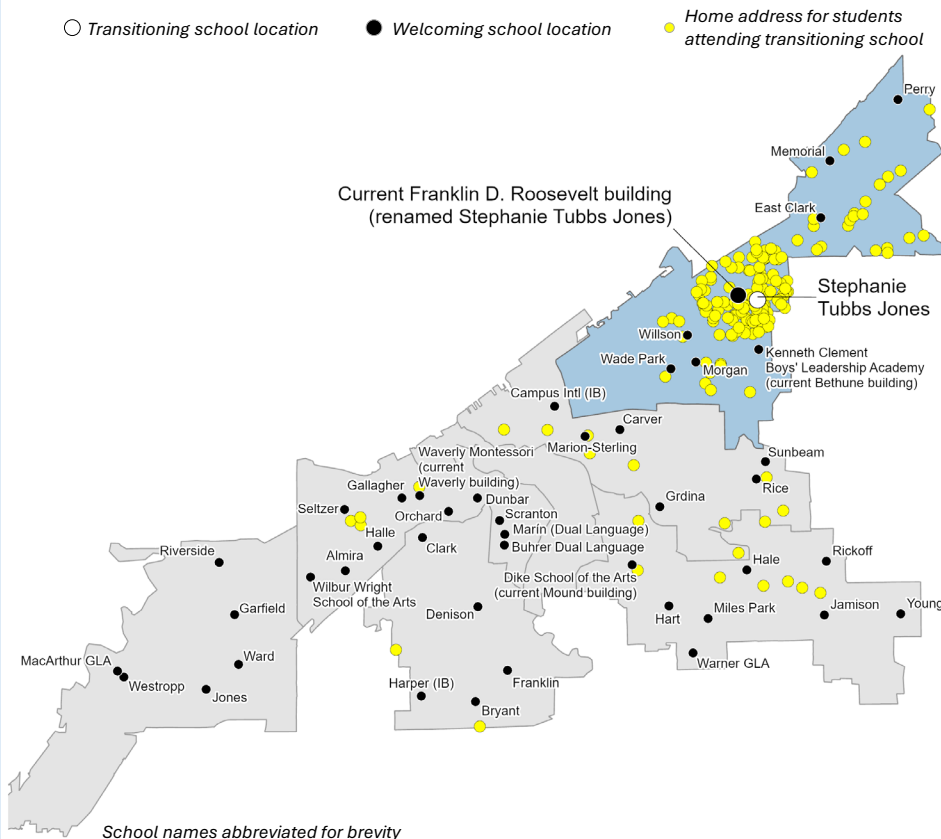 Transitioning school location
Welcoming school location
Home address for students
attending transitioning school
Perry
Memorial
Current Franklin D. Roosevelt building
(renamed Stephanie Tubbs Jones)
East Clark
Stephanie
Tubbs Jones
Willson
Wade Park
Morgan
Kenneth Clement
Boys' Leadership Academy
(current Bethune building)
Campus Intl (IB)
Carver
Marion-Sterling
Waverly Montessori
(current
Waverly building)
Sunbeam
Rice
Gallagher
Dunbar
Grdina
Seltzer
Orchard
Scranton
Marín (Dual Language)
Halle
Clark
Buhrer Dual Language
Riverside
Almira
Rickoff
Hale
Wilbur Wright
School of the Arts
Dike School of the Arts
(current Mound building)
Garfield
Denison
Hart
Miles Park
Jamison
Young
MacArthur GLA
Ward
Warner GLA
Westropp
Jones
Harper (IB)
Franklin
Bryant
School names abbreviated for brevity